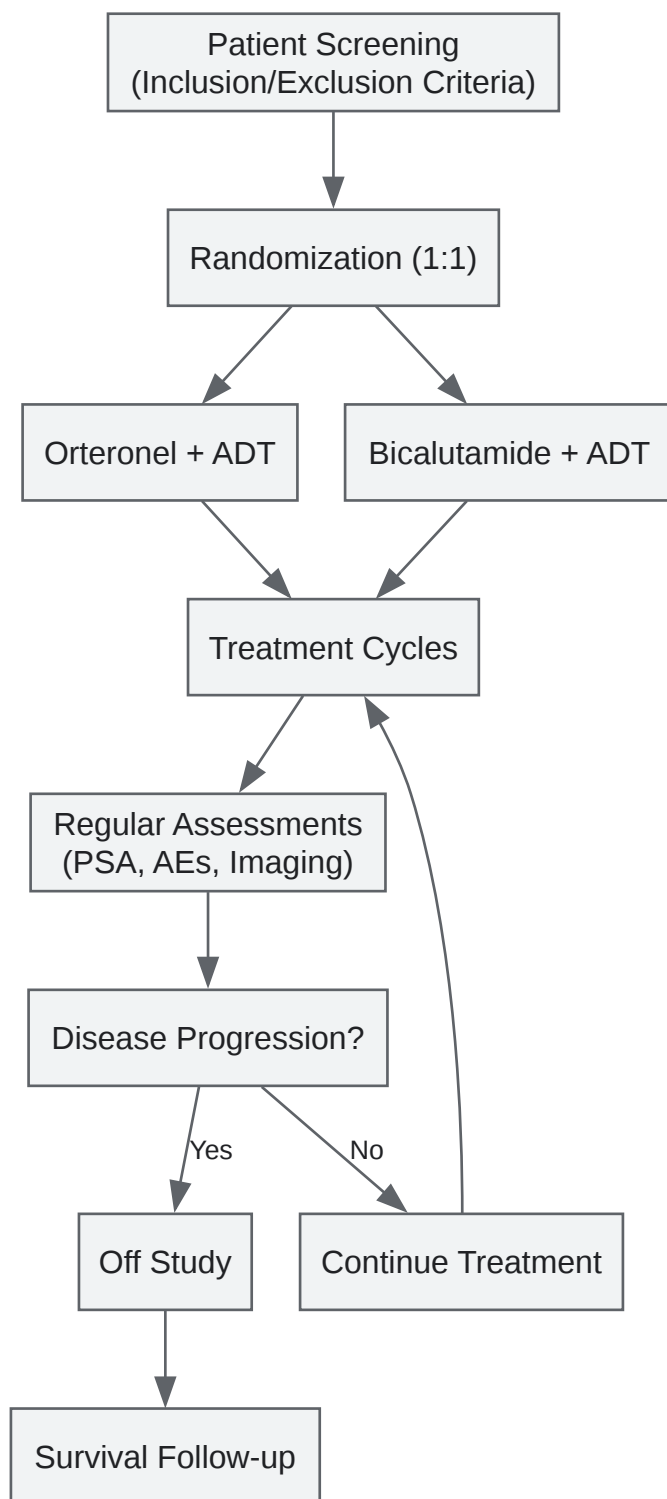 Patient Screening
(Inclusion/Exclusion Criteria)
Randomization (1:1)
Orteronel + ADT
Bicalutamide + ADT
Treatment Cycles
Regular Assessments
(PSA, AEs, Imaging)
Disease Progression?
Yes
No
Off Study
Continue Treatment
Survival Follow-up